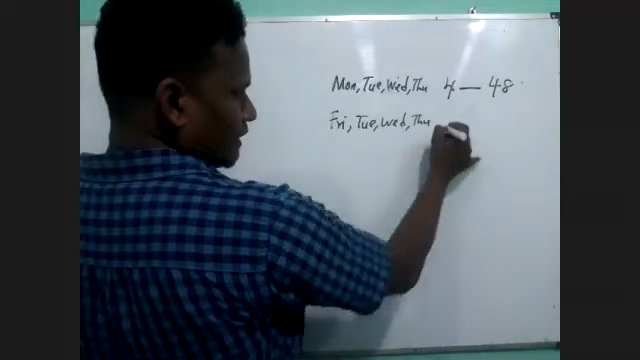 Mon, Tue, Wed, Thu 4 — 48
Fri, Tue, Wed, Thu